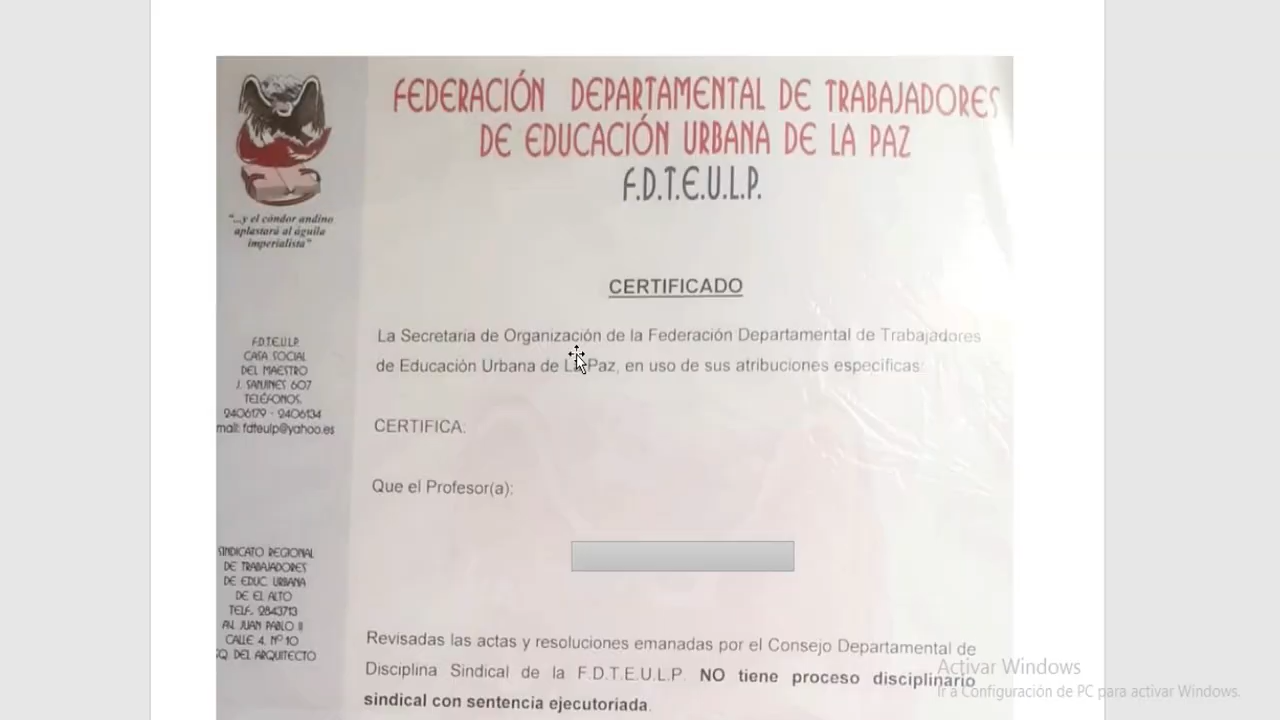 FEDERACIÓN DEPARTAMENTAL DE TRABAJADORES
DE EDUCACIÓN URBANA DE LA PAZ
F.D.T.E.U.L.P.
"...y el cóndor andino
aplastará al águila
imperialista"
CERTIFICADO
La Secretaria de Organización de la Federación Departamental de Trabajadores
de Educación Urbana de La Paz, en uso de sus atribuciones especificas:
F.D.T.E.U.L.P.
CASA SOCIAL
DEL MAESTRO
J. SANJINES 607
TELÉFONOS.
2406179 - 2406134
mail: fdteulp@yahoo.es
CERTIFICA:
Que el Profesor(a):
SINDICATO REGIONAL
DE TRABAJADORES
DE EDUC. URBANA
DE EL ALTO
TELF. 2843713
AV. JUAN PABLO II
CALLE 4. Nº 10
SQ. DEL ARQUITECTO
Revisadas las actas y resoluciones emanadas por el Consejo Departamental de
Disciplina Sindical de la F.D.T.E.U.L.P. NO tiene proceso disciplinario
sindical con sentencia ejecutoriada.
Activar Windows
Ir a Configuración de PC para activar Windows.